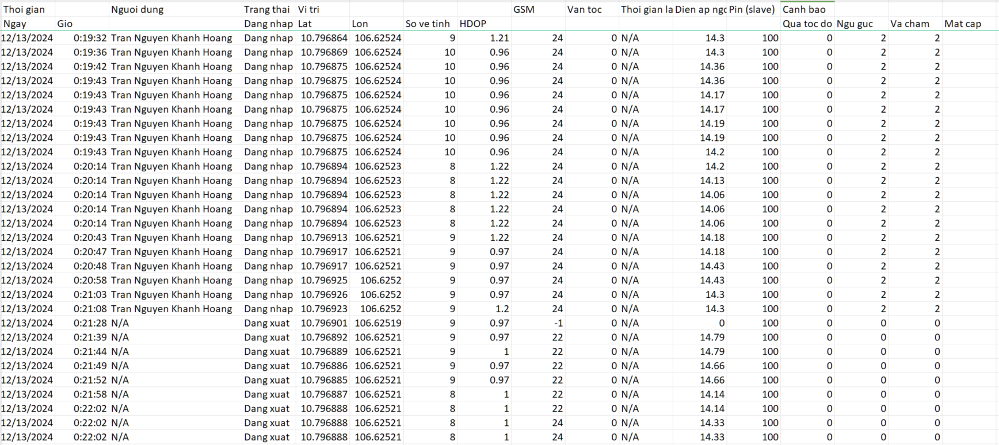 Thoi gian Nguoi dung Trang thai Vi tri GSM Van toc Thoi gian la Dien ap ngo Pin (slave) Canh bao
Ngay Gio Dang nhap Lat Lon So ve tinh HDOP Qua toc do Ngu guc Va cham Mat cap
12/13/2024 0:19:32 Tran Nguyen Khanh Hoang Dang nhap 10.796864 106.62524 9 1.21 24 0 N/A 14.3 100 0 2 2
12/13/2024 0:19:36 Tran Nguyen Khanh Hoang Dang nhap 10.796869 106.62524 10 0.96 24 0 N/A 14.3 100 0 2 2
12/13/2024 0:19:42 Tran Nguyen Khanh Hoang Dang nhap 10.796875 106.62524 10 0.96 24 0 N/A 14.36 100 0 2 2
12/13/2024 0:19:43 Tran Nguyen Khanh Hoang Dang nhap 10.796875 106.62524 10 0.96 24 0 N/A 14.36 100 0 2 2
12/13/2024 0:19:43 Tran Nguyen Khanh Hoang Dang nhap 10.796875 106.62524 10 0.96 24 0 N/A 14.17 100 0 2 2
12/13/2024 0:19:43 Tran Nguyen Khanh Hoang Dang nhap 10.796875 106.62524 10 0.96 24 0 N/A 14.17 100 0 2 2
12/13/2024 0:19:43 Tran Nguyen Khanh Hoang Dang nhap 10.796875 106.62524 10 0.96 24 0 N/A 14.19 100 0 2 2
12/13/2024 0:19:43 Tran Nguyen Khanh Hoang Dang nhap 10.796875 106.62524 10 0.96 24 0 N/A 14.19 100 0 2 2
12/13/2024 0:19:43 Tran Nguyen Khanh Hoang Dang nhap 10.796875 106.62524 10 0.96 24 0 N/A 14.2 100 0 2 2
12/13/2024 0:20:14 Tran Nguyen Khanh Hoang Dang nhap 10.796894 106.62523 8 1.22 24 0 N/A 14.2 100 0 2 2
12/13/2024 0:20:14 Tran Nguyen Khanh Hoang Dang nhap 10.796894 106.62523 8 1.22 24 0 N/A 14.13 100 0 2 2
12/13/2024 0:20:14 Tran Nguyen Khanh Hoang Dang nhap 10.796894 106.62523 8 1.22 24 0 N/A 14.06 100 0 2 2
12/13/2024 0:20:14 Tran Nguyen Khanh Hoang Dang nhap 10.796894 106.62523 8 1.22 24 0 N/A 14.06 100 0 2 2
12/13/2024 0:20:14 Tran Nguyen Khanh Hoang Dang nhap 10.796894 106.62523 8 1.22 24 0 N/A 14.06 100 0 2 2
12/13/2024 0:20:43 Tran Nguyen Khanh Hoang Dang nhap 10.796913 106.62521 9 1.22 24 0 N/A 14.18 100 0 2 2
12/13/2024 0:20:47 Tran Nguyen Khanh Hoang Dang nhap 10.796917 106.62521 9 0.97 24 0 N/A 14.18 100 0 2 2
12/13/2024 0:20:48 Tran Nguyen Khanh Hoang Dang nhap 10.796917 106.62521 9 0.97 24 0 N/A 14.43 100 0 2 2
12/13/2024 0:20:58 Tran Nguyen Khanh Hoang Dang nhap 10.796925 106.6252 9 0.97 24 0 N/A 14.43 100 0 2 2
12/13/2024 0:21:03 Tran Nguyen Khanh Hoang Dang nhap 10.796926 106.6252 9 0.97 24 0 N/A 14.3 100 0 2 2
12/13/2024 0:21:08 Tran Nguyen Khanh Hoang Dang nhap 10.796923 106.6252 9 1.2 24 0 N/A 14.3 100 0 2 2
12/13/2024 0:21:28 N/A Dang xuat 10.796901 106.62519 9 0.97 -1 0 N/A 0 100 0 0 0
12/13/2024 0:21:39 N/A Dang xuat 10.796892 106.62521 9 0.97 22 0 N/A 14.79 100 0 0 0
12/13/2024 0:21:44 N/A Dang xuat 10.796889 106.62521 9 1 22 0 N/A 14.79 100 0 0 0
12/13/2024 0:21:49 N/A Dang xuat 10.796886 106.62521 9 0.97 22 0 N/A 14.66 100 0 0 0
12/13/2024 0:21:52 N/A Dang xuat 10.796885 106.62521 9 0.97 22 0 N/A 14.66 100 0 0 0
12/13/2024 0:21:58 N/A Dang xuat 10.796887 106.62521 8 1 22 0 N/A 14.14 100 0 0 0
12/13/2024 0:22:02 N/A Dang xuat 10.796888 106.62521 8 1 22 0 N/A 14.14 100 0 0 0
12/13/2024 0:22:02 N/A Dang xuat 10.796888 106.62521 8 1 24 0 N/A 14.33 100 0 0 0
12/13/2024 0:22:02 N/A Dang xuat 10.796888 106.62521 8 1 24 0 N/A 14.33 100 0 0 0